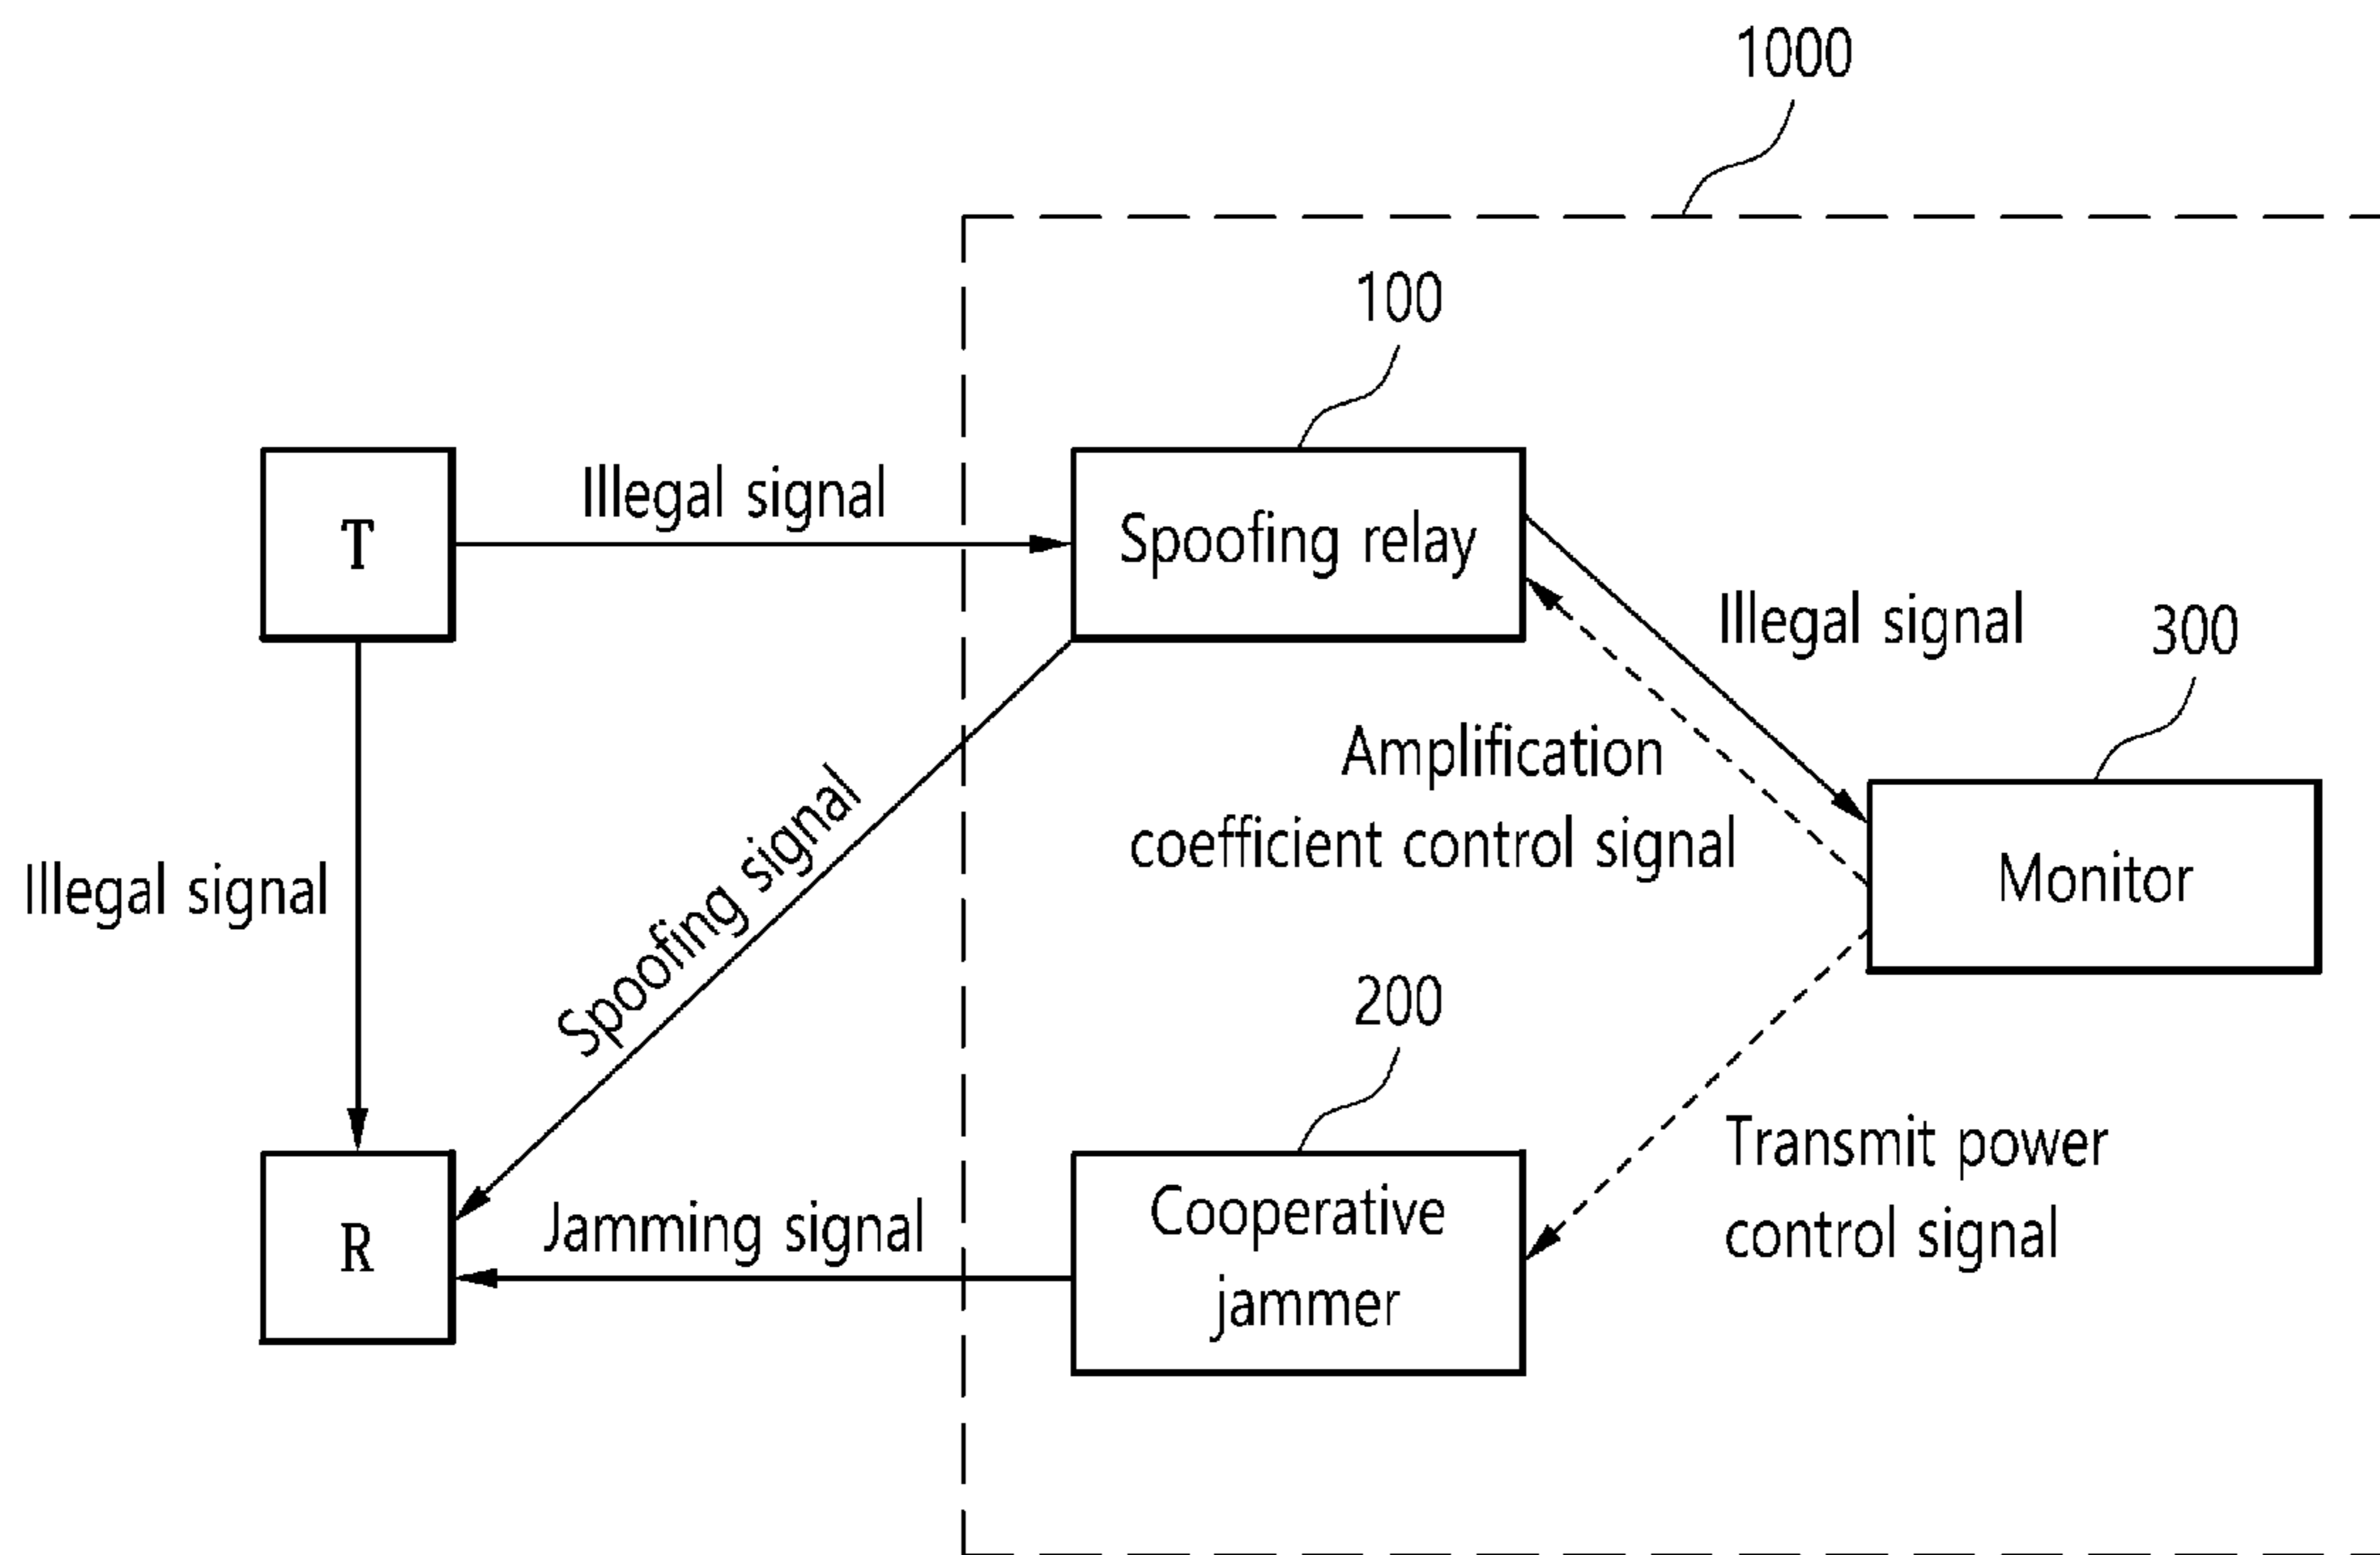 1000
100
T
Illegal signal
Spoofing relay
Illegal signal
300
Amplification
coefficient control signal
Monitor
Illegal signal
Spoofing signal
200
Transmit power
control signal
R
Jamming signal
Cooperative
jammer